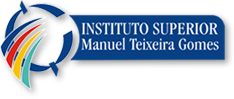 INSTITUTO SUPERIOR
Manuel Teixeira Gomes